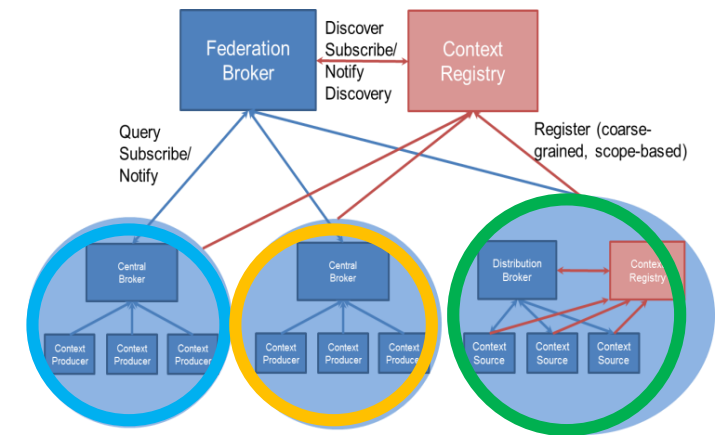 Federation
Broker
Discover
Subscribe/
Notify
Discovery
Context
Registry
Query
Subscribe/
Notify
Register (coarse-
grained, scope-based)
Central
Broker
Context
Producer
Context
Producer
Context
Producer
Central
Broker
Context
Producer
Context
Producer
Context
Producer
Distribution
Broker
Context
Registry
Context
Source
Context
Source
Context
Source